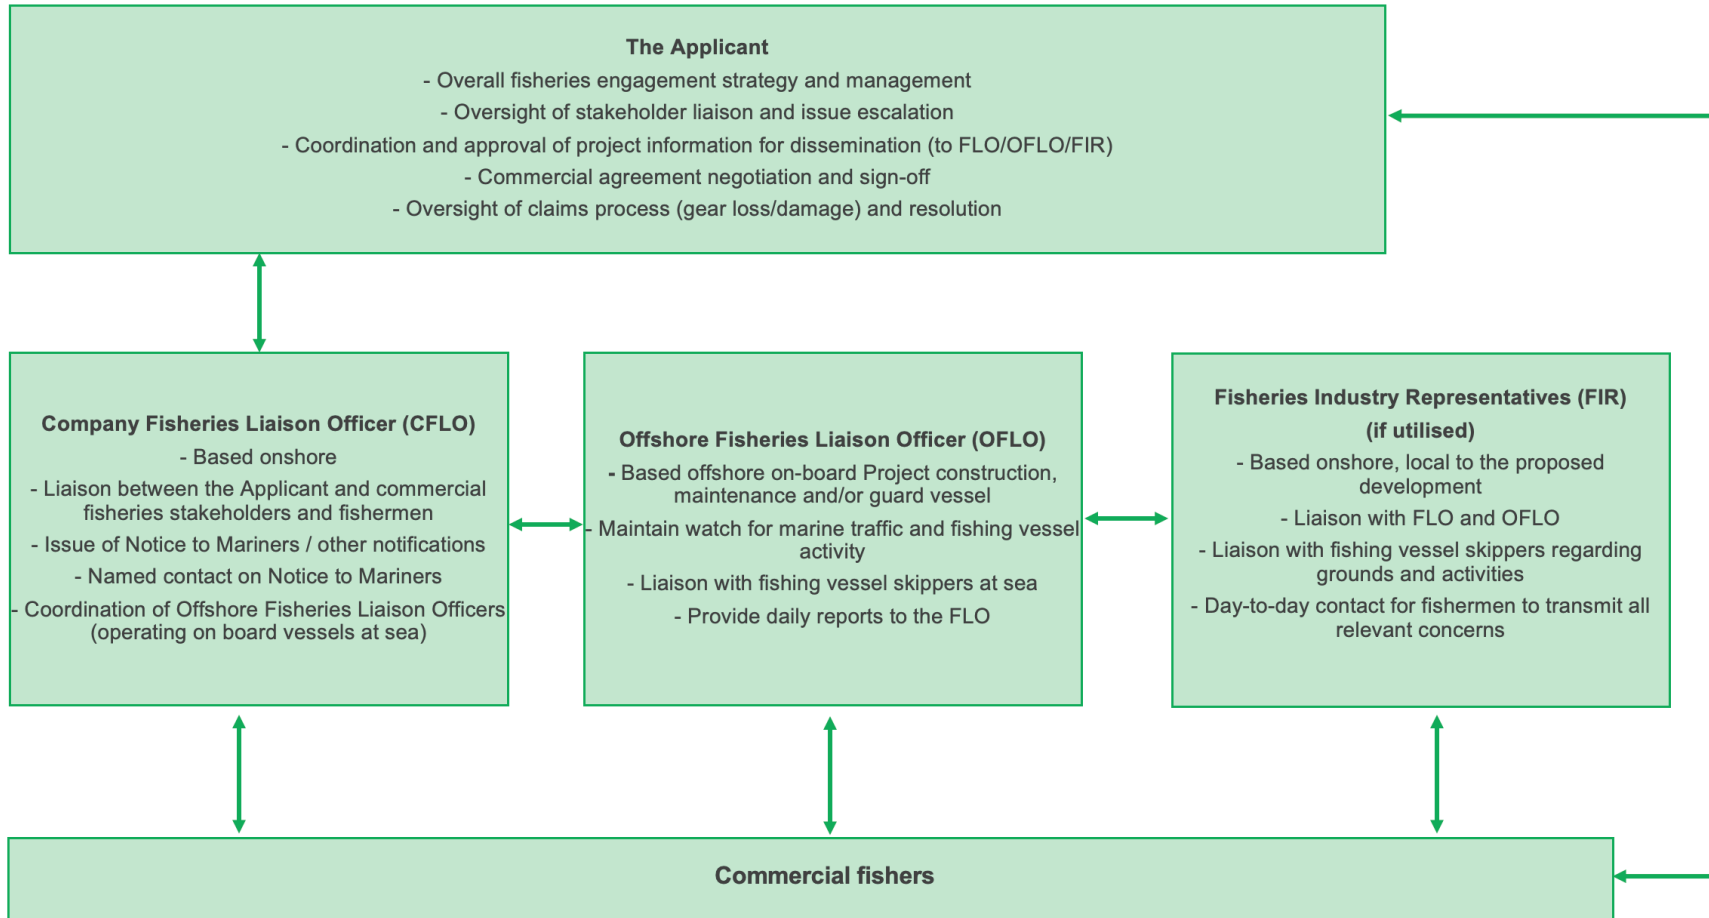 The Applicant
- Overall fisheries engagement strategy and management
- Oversight of stakeholder liaison and issue escalation
- Coordination and approval of project information for dissemination (to FLO/OFLO/FIR)
- Commercial agreement negotiation and sign-off
- Oversight of claims process (gear loss/damage) and resolution
Company Fisheries Liaison Officer (CFLO)
- Based onshore
- Liaison between the Applicant and commercial
fisheries stakeholders and fishermen
- Issue of Notice to Mariners / other notifications
- Named contact on Notice to Mariners
- Coordination of Offshore Fisheries Liaison Officers
(operating on board vessels at sea)
Offshore Fisheries Liaison Officer (OFLO)
- Based offshore on-board Project construction,
maintenance and/or guard vessel
- Maintain watch for marine traffic and fishing vessel
activity
- Liaison with fishing vessel skippers at sea
- Provide daily reports to the FLO
Fisheries Industry Representatives (FIR)
(if utilised)
- Based onshore, local to the proposed
development
- Liaison with FLO and OFLO
- Liaison with fishing vessel skippers regarding
grounds and activities
- Day-to-day contact for fishermen to transmit all
relevant concerns
Commercial fishers